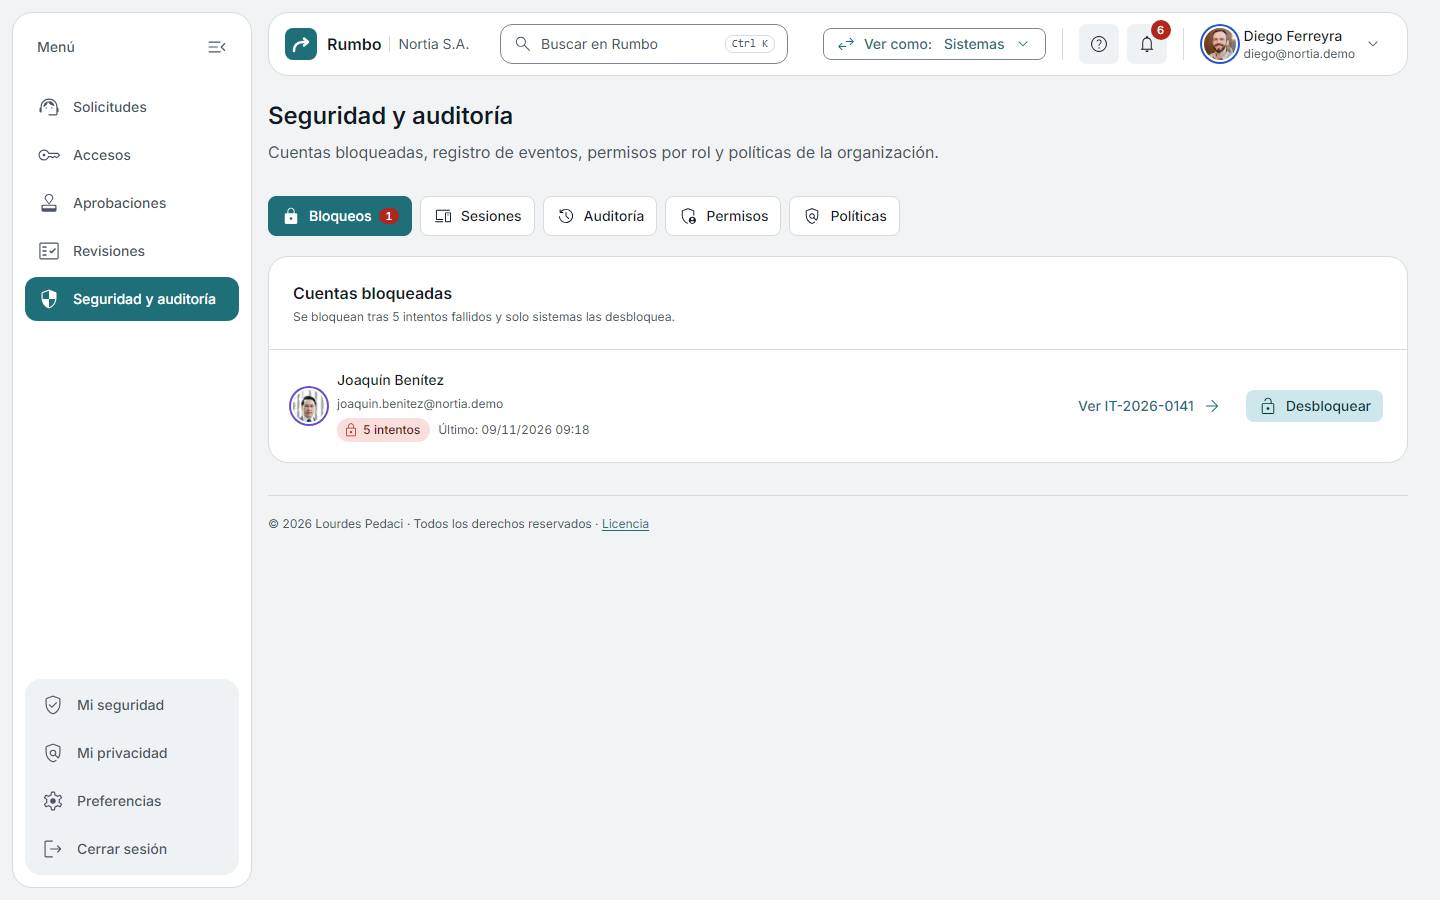 Menú
Solicitudes
Accesos
Aprobaciones
Revisiones
Seguridad y auditoría
Mi seguridad
Mi privacidad
Preferencias
Cerrar sesión
Rumbo
Nortia S.A.
Buscar en Rumbo
Ctrl K
Ver como: Sistemas
6
Diego Ferreyra
diego@nortia.demo
Seguridad y auditoría
Cuentas bloqueadas, registro de eventos, permisos por rol y políticas de la organización.
Bloqueos 1
Sesiones
Auditoría
Permisos
Políticas
Cuentas bloqueadas
Se bloquean tras 5 intentos fallidos y solo sistemas las desbloquea.
Joaquín Benítez
joaquin.benitez@nortia.demo
5 intentos
Último: 09/11/2026 09:18
Ver IT-2026-0141
Desbloquear
© 2026 Lourdes Pedaci · Todos los derechos reservados · Licencia